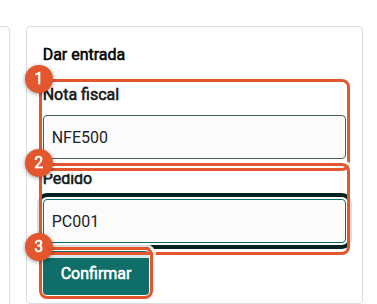 Dar entrada
1
Nota fiscal
NFE500
2
Pedido
PC001
3
Confirmar